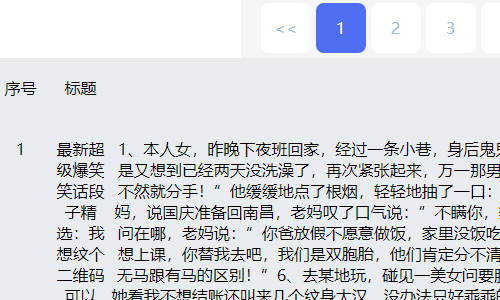 << 1 2 3
序号 标题
1 最新超 1、本人女，昨晚下夜班回家，经过一条小巷，身后鬼
级爆笑 是又想到已经两天没洗澡了，再次紧张起来，万一那男
笑话段 不然就分手！”他缓缓地点了根烟，轻轻地抽了一口：
子精 妈，说国庆准备回南昌，老妈叹了口气说：”不瞒你，
选：我 问在哪，老妈说：“你爸放假不愿意做饭，家里没饭吃
想纹个 想上课，你替我去吧，我们是双胞胎，他们肯定分不清
二维码 无马跟有马的区别！“6、去某地玩，碰见一美女问要
可以 她看我不想结账还叫来几个纹身大汉，没办法只好乖乖